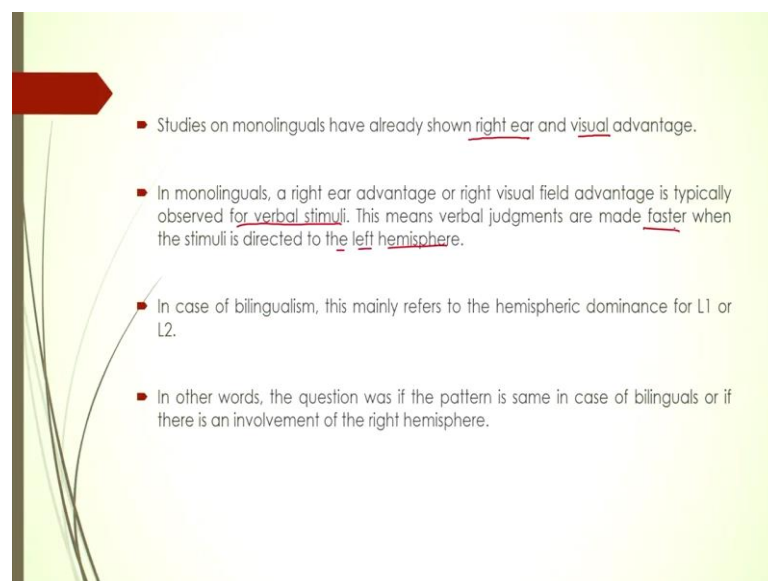 Studies on monolinguals have already shown right ear and visual advantage.
In monolinguals, a right ear advantage or right visual field advantage is typically
observed for verbal stimuli. This means verbal judgments are made faster when
the stimuli is directed to the left hemisphere.
In case of bilingualism, this mainly refers to the hemispheric dominance for L1 or
L2.
In other words, the question was if the pattern is same in case of bilinguals or if
there is an involvement of the right hemisphere.